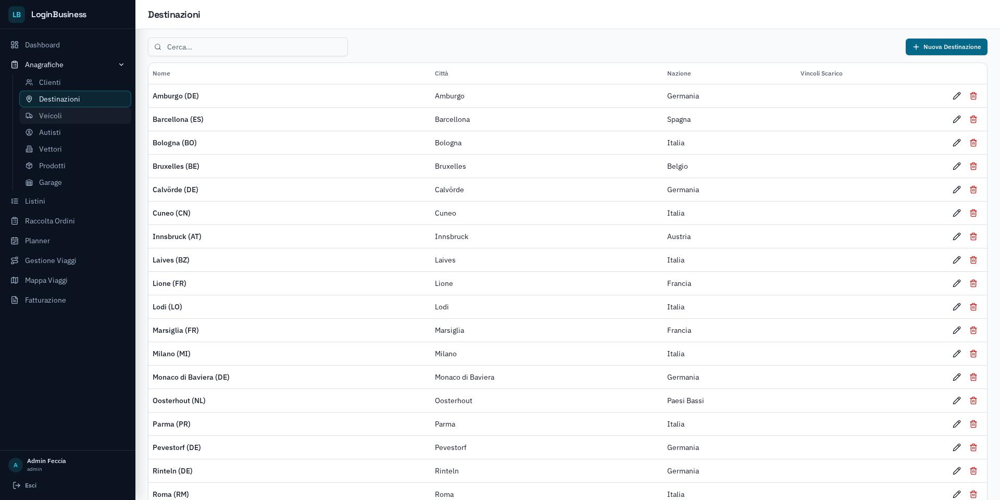 LB LoginBusiness
Dashboard
Anagrafiche
Clienti
Destinazioni
Veicoli
Autisti
Vettori
Prodotti
Garage
Listini
Raccolta Ordini
Planner
Gestione Viaggi
Mappa Viaggi
Fatturazione
A Admin Feccia
admin
Esci
Destinazioni
Cerca...
Nuova Destinazione
Nome Città Nazione Vincoli Scarico
Amburgo (DE) Amburgo Germania
Barcellona (ES) Barcellona Spagna
Bologna (BO) Bologna Italia
Bruxelles (BE) Bruxelles Belgio
Calvörde (DE) Calvörde Germania
Cuneo (CN) Cuneo Italia
Innsbruck (AT) Innsbruck Austria
Laives (BZ) Laives Italia
Lione (FR) Lione Francia
Lodi (LO) Lodi Italia
Marsiglia (FR) Marsiglia Francia
Milano (MI) Milano Italia
Monaco di Baviera (DE) Monaco di Baviera Germania
Oosterhout (NL) Oosterhout Paesi Bassi
Parma (PR) Parma Italia
Pevestorf (DE) Pevestorf Germania
Rinteln (DE) Rinteln Germania
Roma (RM) Roma Italia